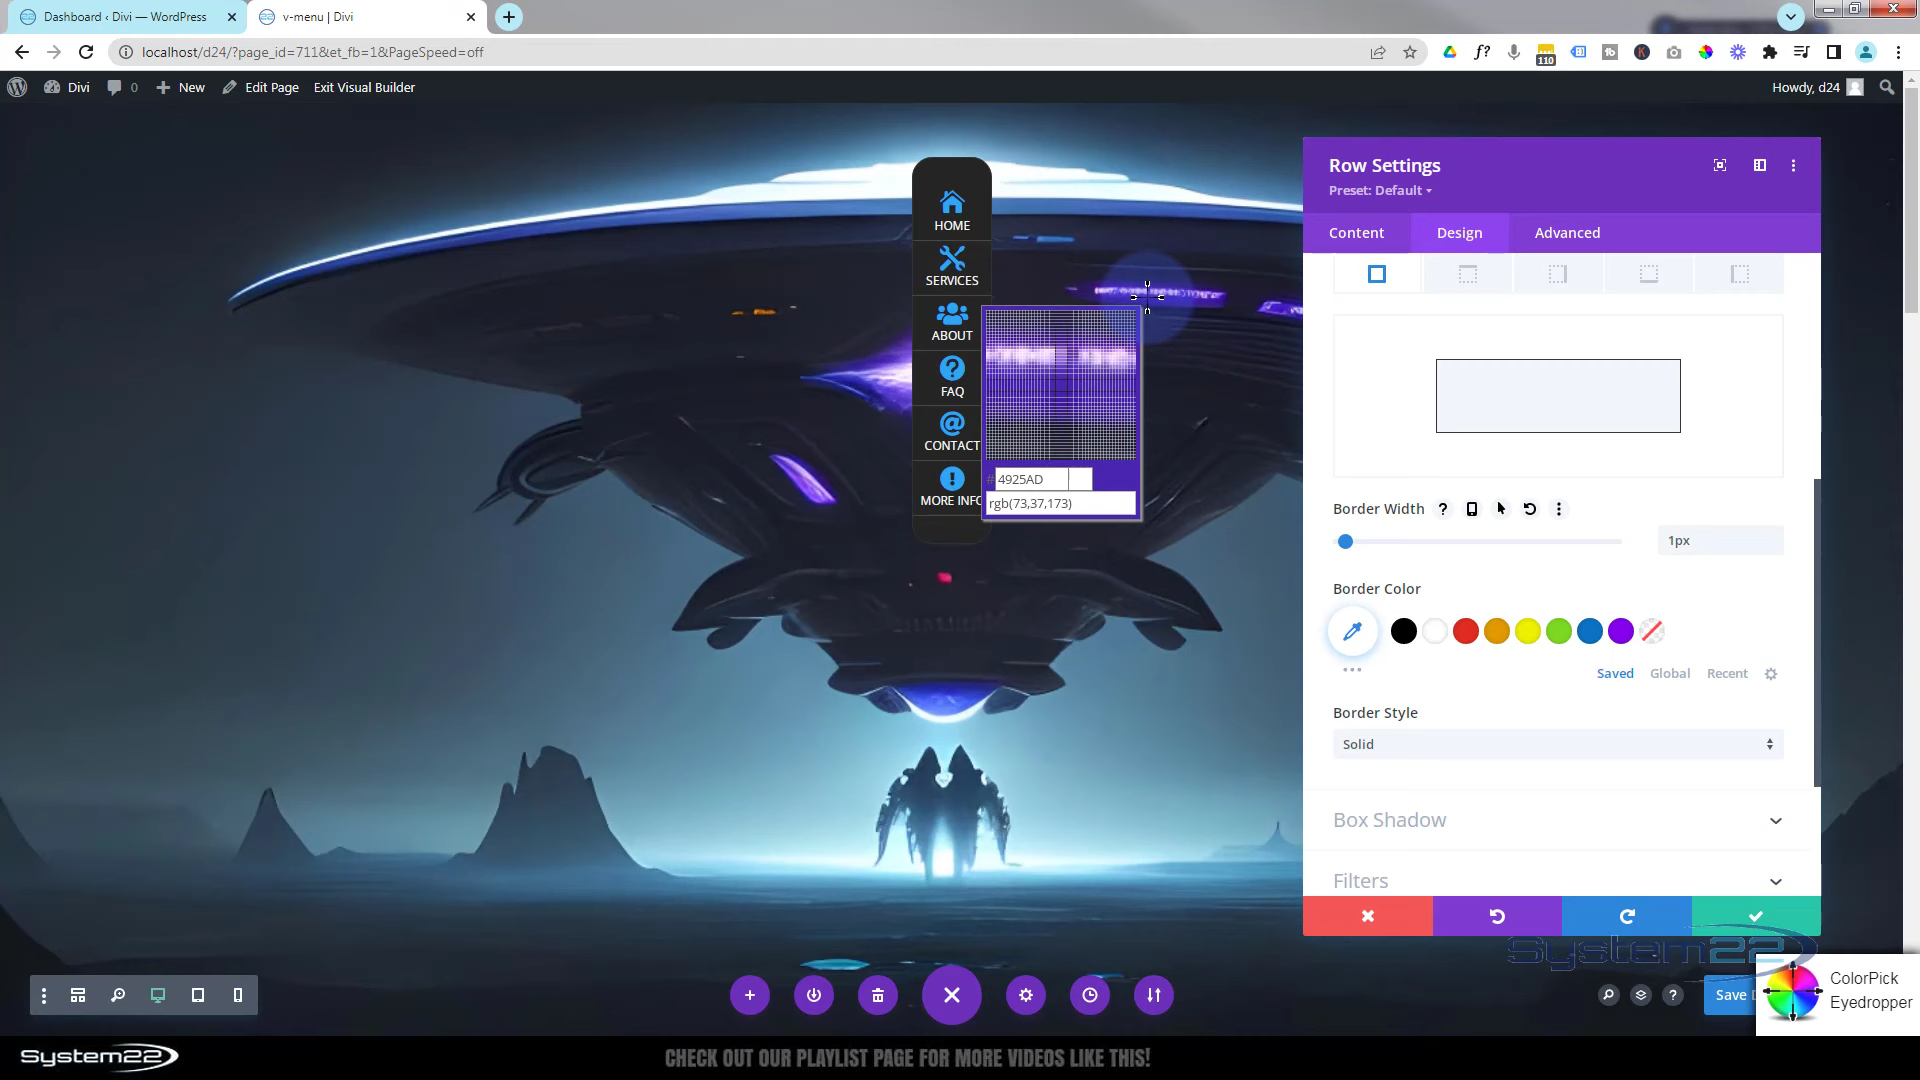 Dashboard ‹ Divi — WordPress
v-menu | Divi
localhost/d24/?page_id=711&et_fb=1&PageSpeed=off
f?
110
Divi
0
New
Edit Page
Exit Visual Builder
Howdy, d24
HOME
SERVICES
ABOUT
FAQ
CONTACT
MORE INFO
# 4925AD
rgb(73,37,173)
Row Settings
Preset: Default
Content
Design
Advanced
Border Width
1px
Border Color
Saved
Global
Recent
Border Style
Solid
Box Shadow
Filters
System22
Save D
ColorPick
Eyedropper
System22
CHECK OUT OUR PLAYLIST PAGE FOR MORE VIDEOS LIKE THIS!